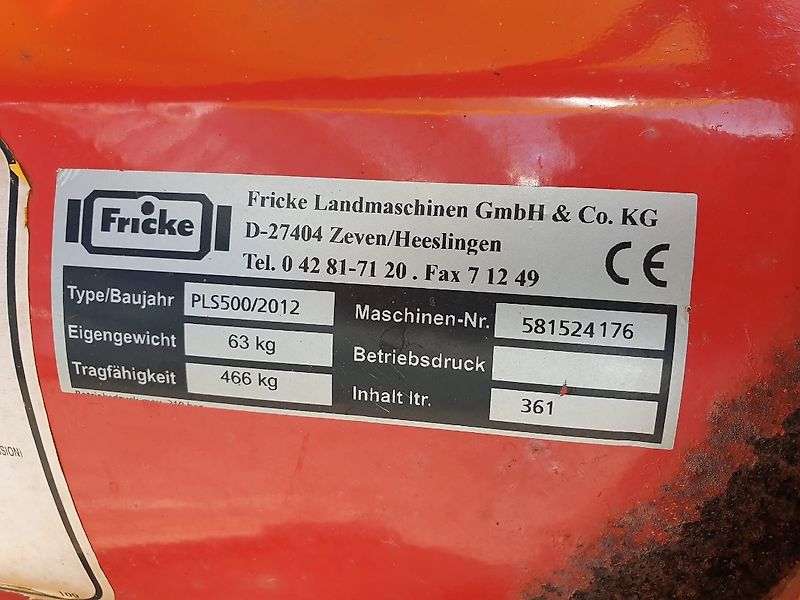 Fricke
Fricke Landmaschinen GmbH & Co. KG
D-27404 Zeven/Heeslingen
Tel. 0 42 81-71 20 . Fax 7 12 49
CE
Type/Baujahr PLS500/2012
Eigengewicht 63 kg
Tragfähigkeit 466 kg
Maschinen-Nr. 581524176
Betriebsdruck
Inhalt ltr. 361
100